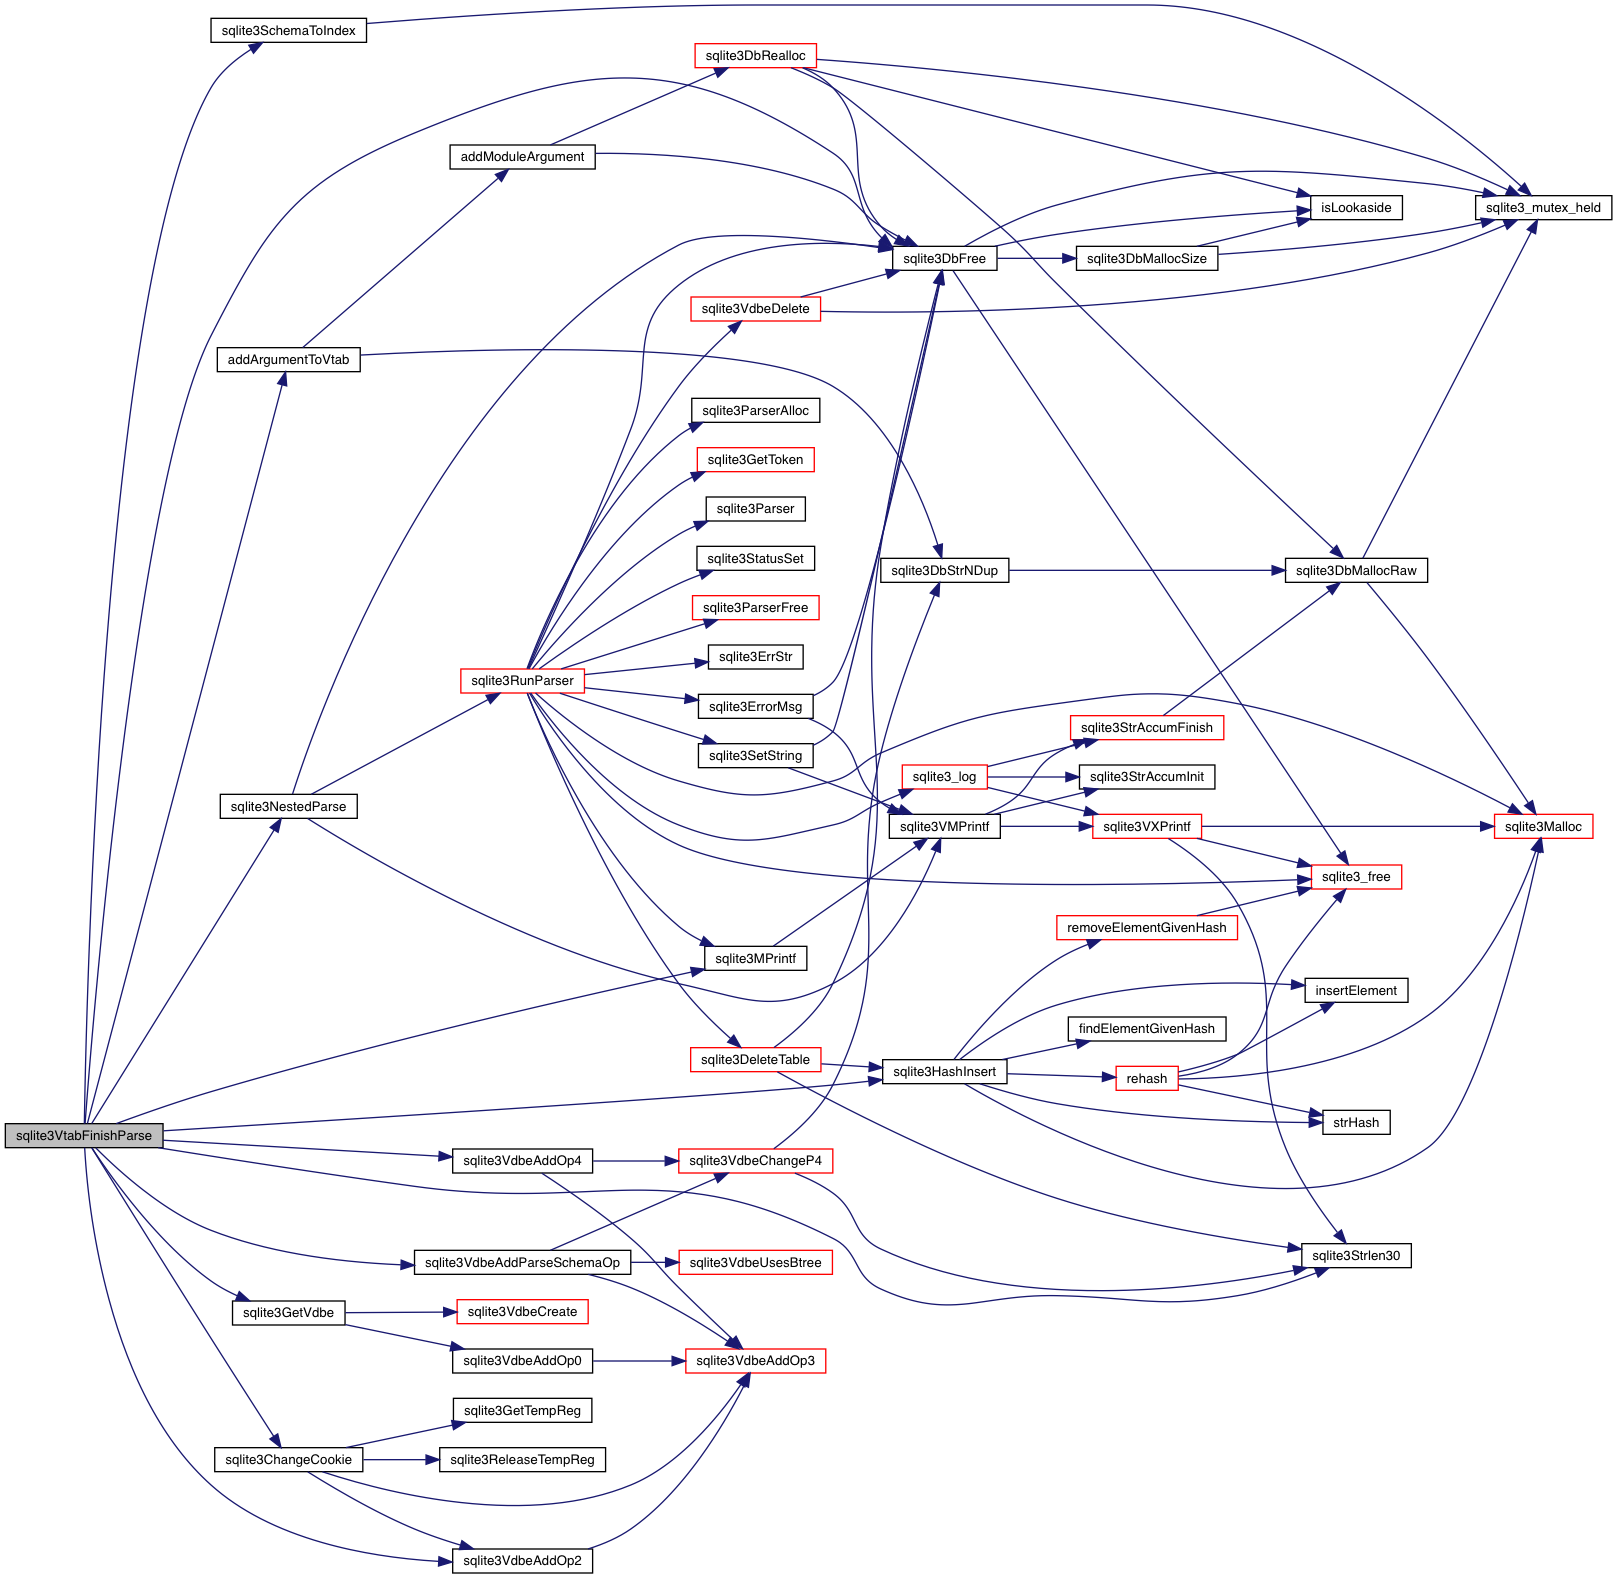 sqlite3SchemaToIndex
sqlite3DbRealloc
addModuleArgument
isLookaside
sqlite3_mutex_held
sqlite3DbFree
sqlite3DbMallocSize
sqlite3VdbeDelete
addArgumentToVtab
sqlite3ParserAlloc
sqlite3GetToken
sqlite3Parser
sqlite3StatusSet
sqlite3DbStrNDup
sqlite3DbMallocRaw
sqlite3ParserFree
sqlite3ErrStr
sqlite3RunParser
sqlite3ErrorMsg
sqlite3StrAccumFinish
sqlite3SetString
sqlite3_log
sqlite3StrAccumInit
sqlite3NestedParse
sqlite3VMPrintf
sqlite3VXPrintf
sqlite3Malloc
sqlite3_free
removeElementGivenHash
sqlite3MPrintf
insertElement
findElementGivenHash
sqlite3DeleteTable
sqlite3HashInsert
rehash
strHash
sqlite3VtabFinishParse
sqlite3VdbeAddOp4
sqlite3VdbeChangeP4
sqlite3Strlen30
sqlite3VdbeAddParseSchemaOp
sqlite3VdbeUsesBtree
sqlite3GetVdbe
sqlite3VdbeCreate
sqlite3VdbeAddOp0
sqlite3VdbeAddOp3
sqlite3GetTempReg
sqlite3ChangeCookie
sqlite3ReleaseTempReg
sqlite3VdbeAddOp2